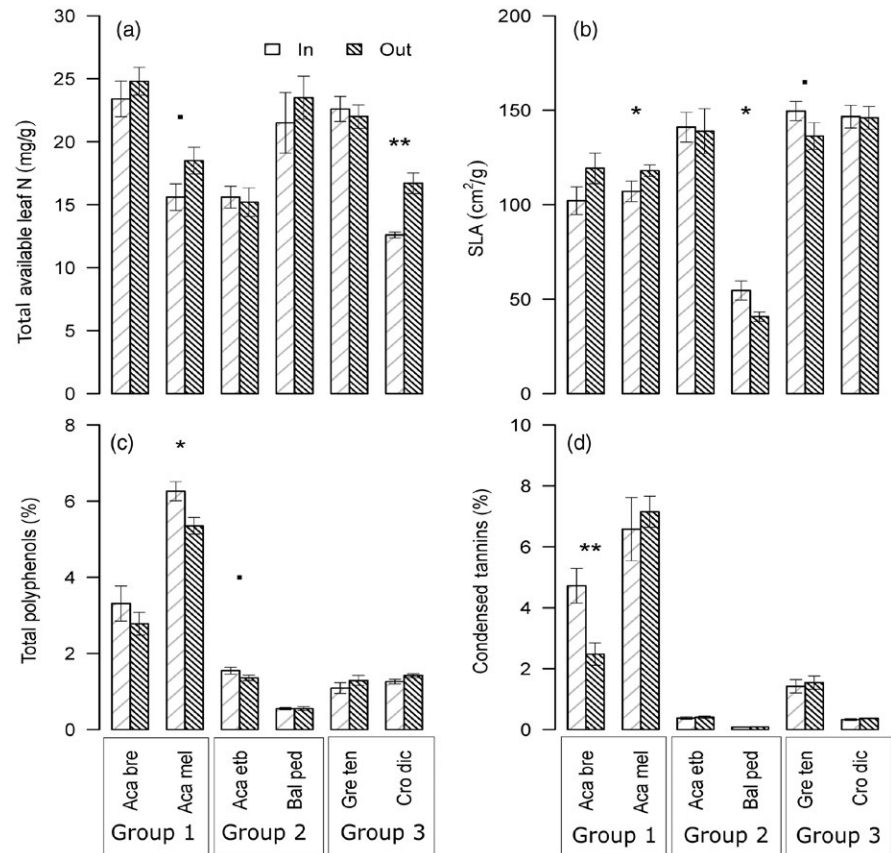 (a)
In
Out
Total available leaf N (mg/g)
30
25
20
15
10
5
0
.
**
(b)
SLA (cm²/g)
200
150
100
50
0
*
*
.
(c)
Total polyphenols (%)
8
6
4
2
0
*
.
Aca bre
Aca mel
Aca etb
Bal ped
Gre ten
Cro dic
Group 1
Group 2
Group 3
(d)
Condensed tannins (%)
10
8
6
4
2
0
**
Aca bre
Aca mel
Aca etb
Bal ped
Gre ten
Cro dic
Group 1
Group 2
Group 3